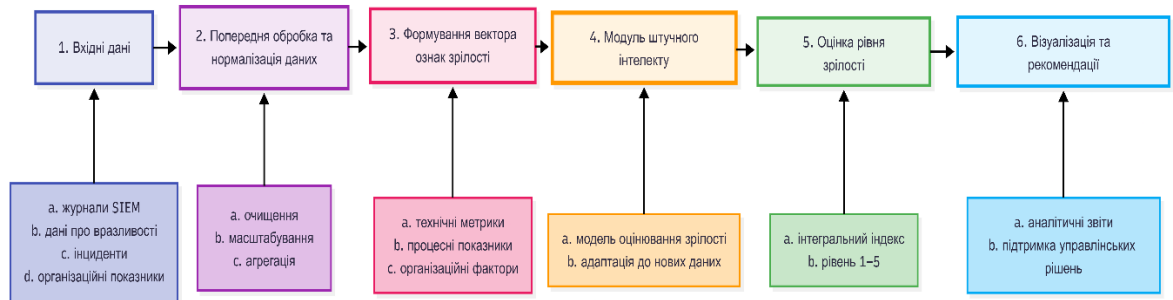 1. Вхідні дані
2. Попередня обробка та
нормалізація даних
3. Формування вектора
ознак зрілості
4. Модуль штучного
інтелекту
5. Оцінка рівня
зрілості
6. Візуалізація та
рекомендації
a. журнали SIEM
b. дані про вразливості
c. інциденти
d. організаційні показники
a. очищення
b. масштабування
c. агрегація
a. технічні метрики
b. процесні показники
c. організаційні фактори
a. модель оцінювання зрілості
b. адаптація до нових даних
a. інтегральний індекс
b. рівень 1–5
a. аналітичні звіти
b. підтримка управлінських
рішень